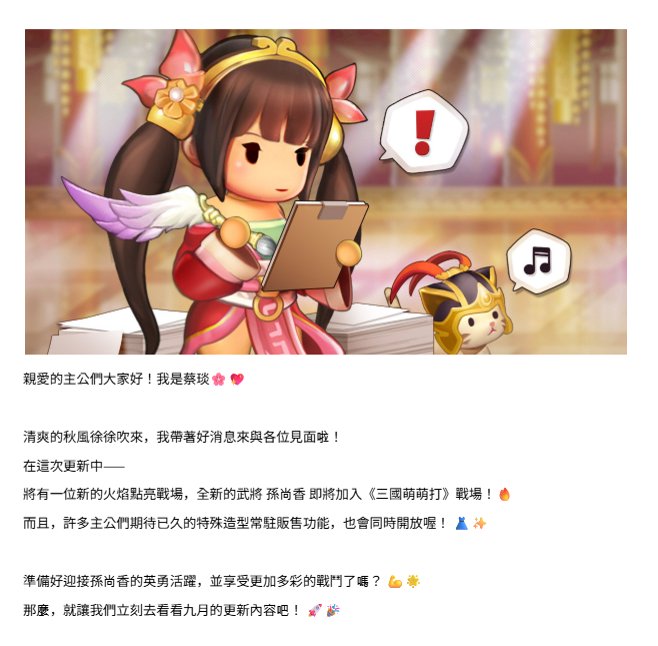 親愛的主公們大家好！我是蔡琰🌸 💖
清爽的秋風徐徐吹來，我帶著好消息來與各位見面啦！
在這次更新中——
將有一位新的火焰點亮戰場，全新的武將 孫尚香 即將加入《三國萌萌打》戰場！🔥
而且，許多主公們期待已久的特殊造型常駐販售功能，也會同時開放喔！ 👗 ✨
準備好迎接孫尚香的英勇活躍，並享受更加多彩的戰鬥了嗎？ 💪 🌟
那麼，就讓我們立刻去看看九月的更新內容吧！ 🚀 🎉